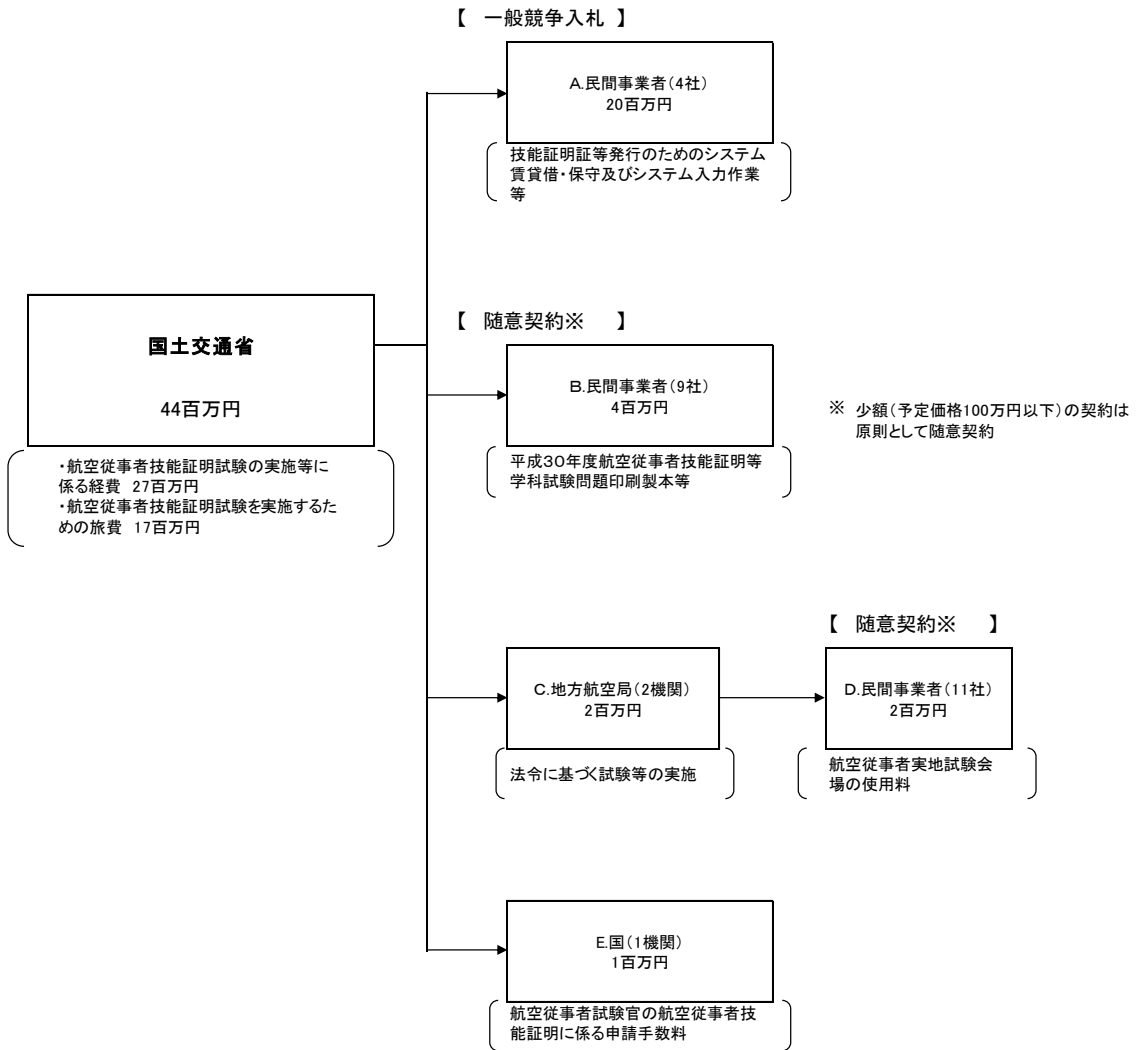 【 一般競争入札 】
A.民間事業者(4社)
20百万円
技能証明証等発行のためのシステム
賃貸借・保守及びシステム入力作業
等
国土交通省
44百万円
・航空従事者技能証明試験の実施等に
係る経費 27百万円
・航空従事者技能証明試験を実施するた
めの旅費 17百万円
【 随意契約※ 】
B.民間事業者(9社)
4百万円
平成30年度航空従事者技能証明等
学科試験問題印刷製本等
※ 少額(予定価格100万円以下)の契約は
原則として随意契約
C.地方航空局(2機関)
2百万円
法令に基づく試験等の実施
【 随意契約※ 】
D.民間事業者(11社)
2百万円
航空従事者実地試験会
場の使用料
E.国(1機関)
1百万円
航空従事者試験官の航空従事者技
能証明に係る申請手数料